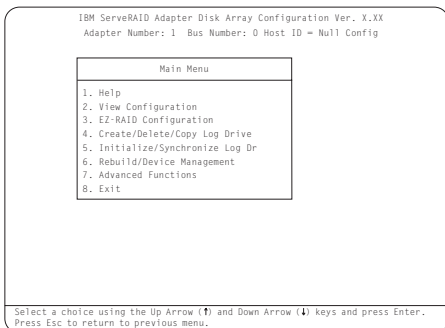 IBM ServeRAID Adapter Disk Array Configuration Ver. X.XX
Adapter Number: 1 Bus Number: 0 Host ID = Null Config
Main Menu
1. Help
2. View Configuration
3. EZ-RAID Configuration
4. Create/Delete/Copy Log Drive
5. Initialize/Synchronize Log Dr
6. Rebuild/Device Management
7. Advanced Functions
8. Exit
Select a choice using the Up Arrow (↑) and Down Arrow (↓) keys and press Enter.
Press Esc to return to previous menu.